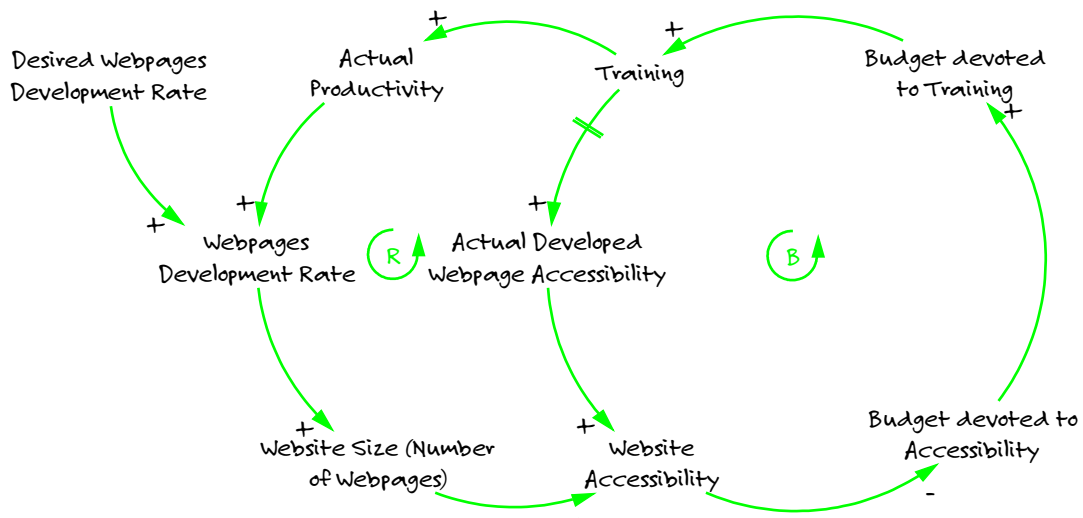 Desired Webpages
Development Rate
Actual
Productivity
+
Training
+
Budget devoted
to Training
+
+
+
Webpages
Development Rate
R
+
Actual Developed
Webpage Accessibility
B
+
Website Size (Number
of Webpages)
+
Website
Accessibility
Budget devoted to
Accessibility
-